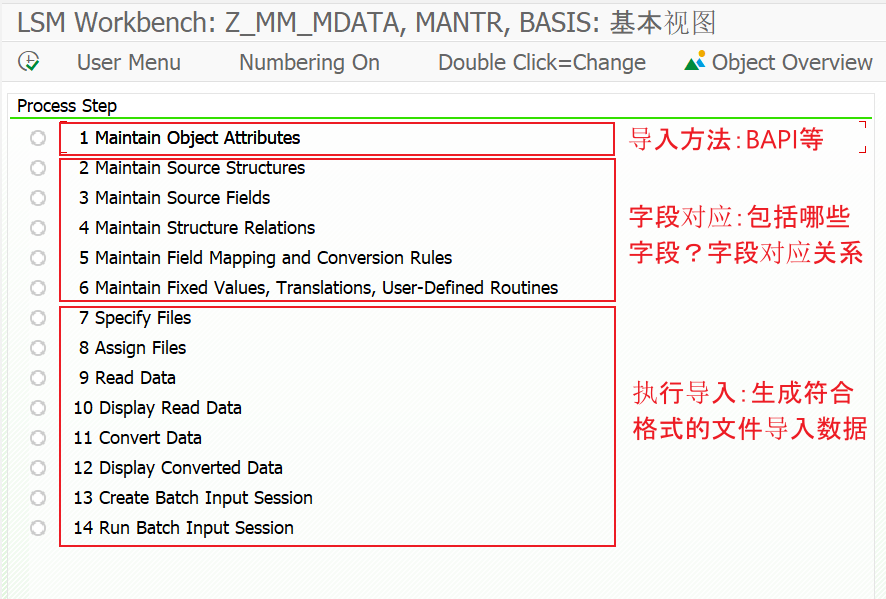 LSM Workbench: Z_MM_MDATA, MANTR, BASIS: 基本视图
User Menu Numbering On Double Click=Change Object Overview
Process Step
1 Maintain Object Attributes
导入方法:BAPI等
2 Maintain Source Structures
3 Maintain Source Fields
4 Maintain Structure Relations
5 Maintain Field Mapping and Conversion Rules
6 Maintain Fixed Values, Translations, User-Defined Routines
字段对应:包括哪些
字段？字段对应关系
7 Specify Files
8 Assign Files
9 Read Data
10 Display Read Data
11 Convert Data
12 Display Converted Data
13 Create Batch Input Session
14 Run Batch Input Session
执行导入:生成符合
格式的文件导入数据